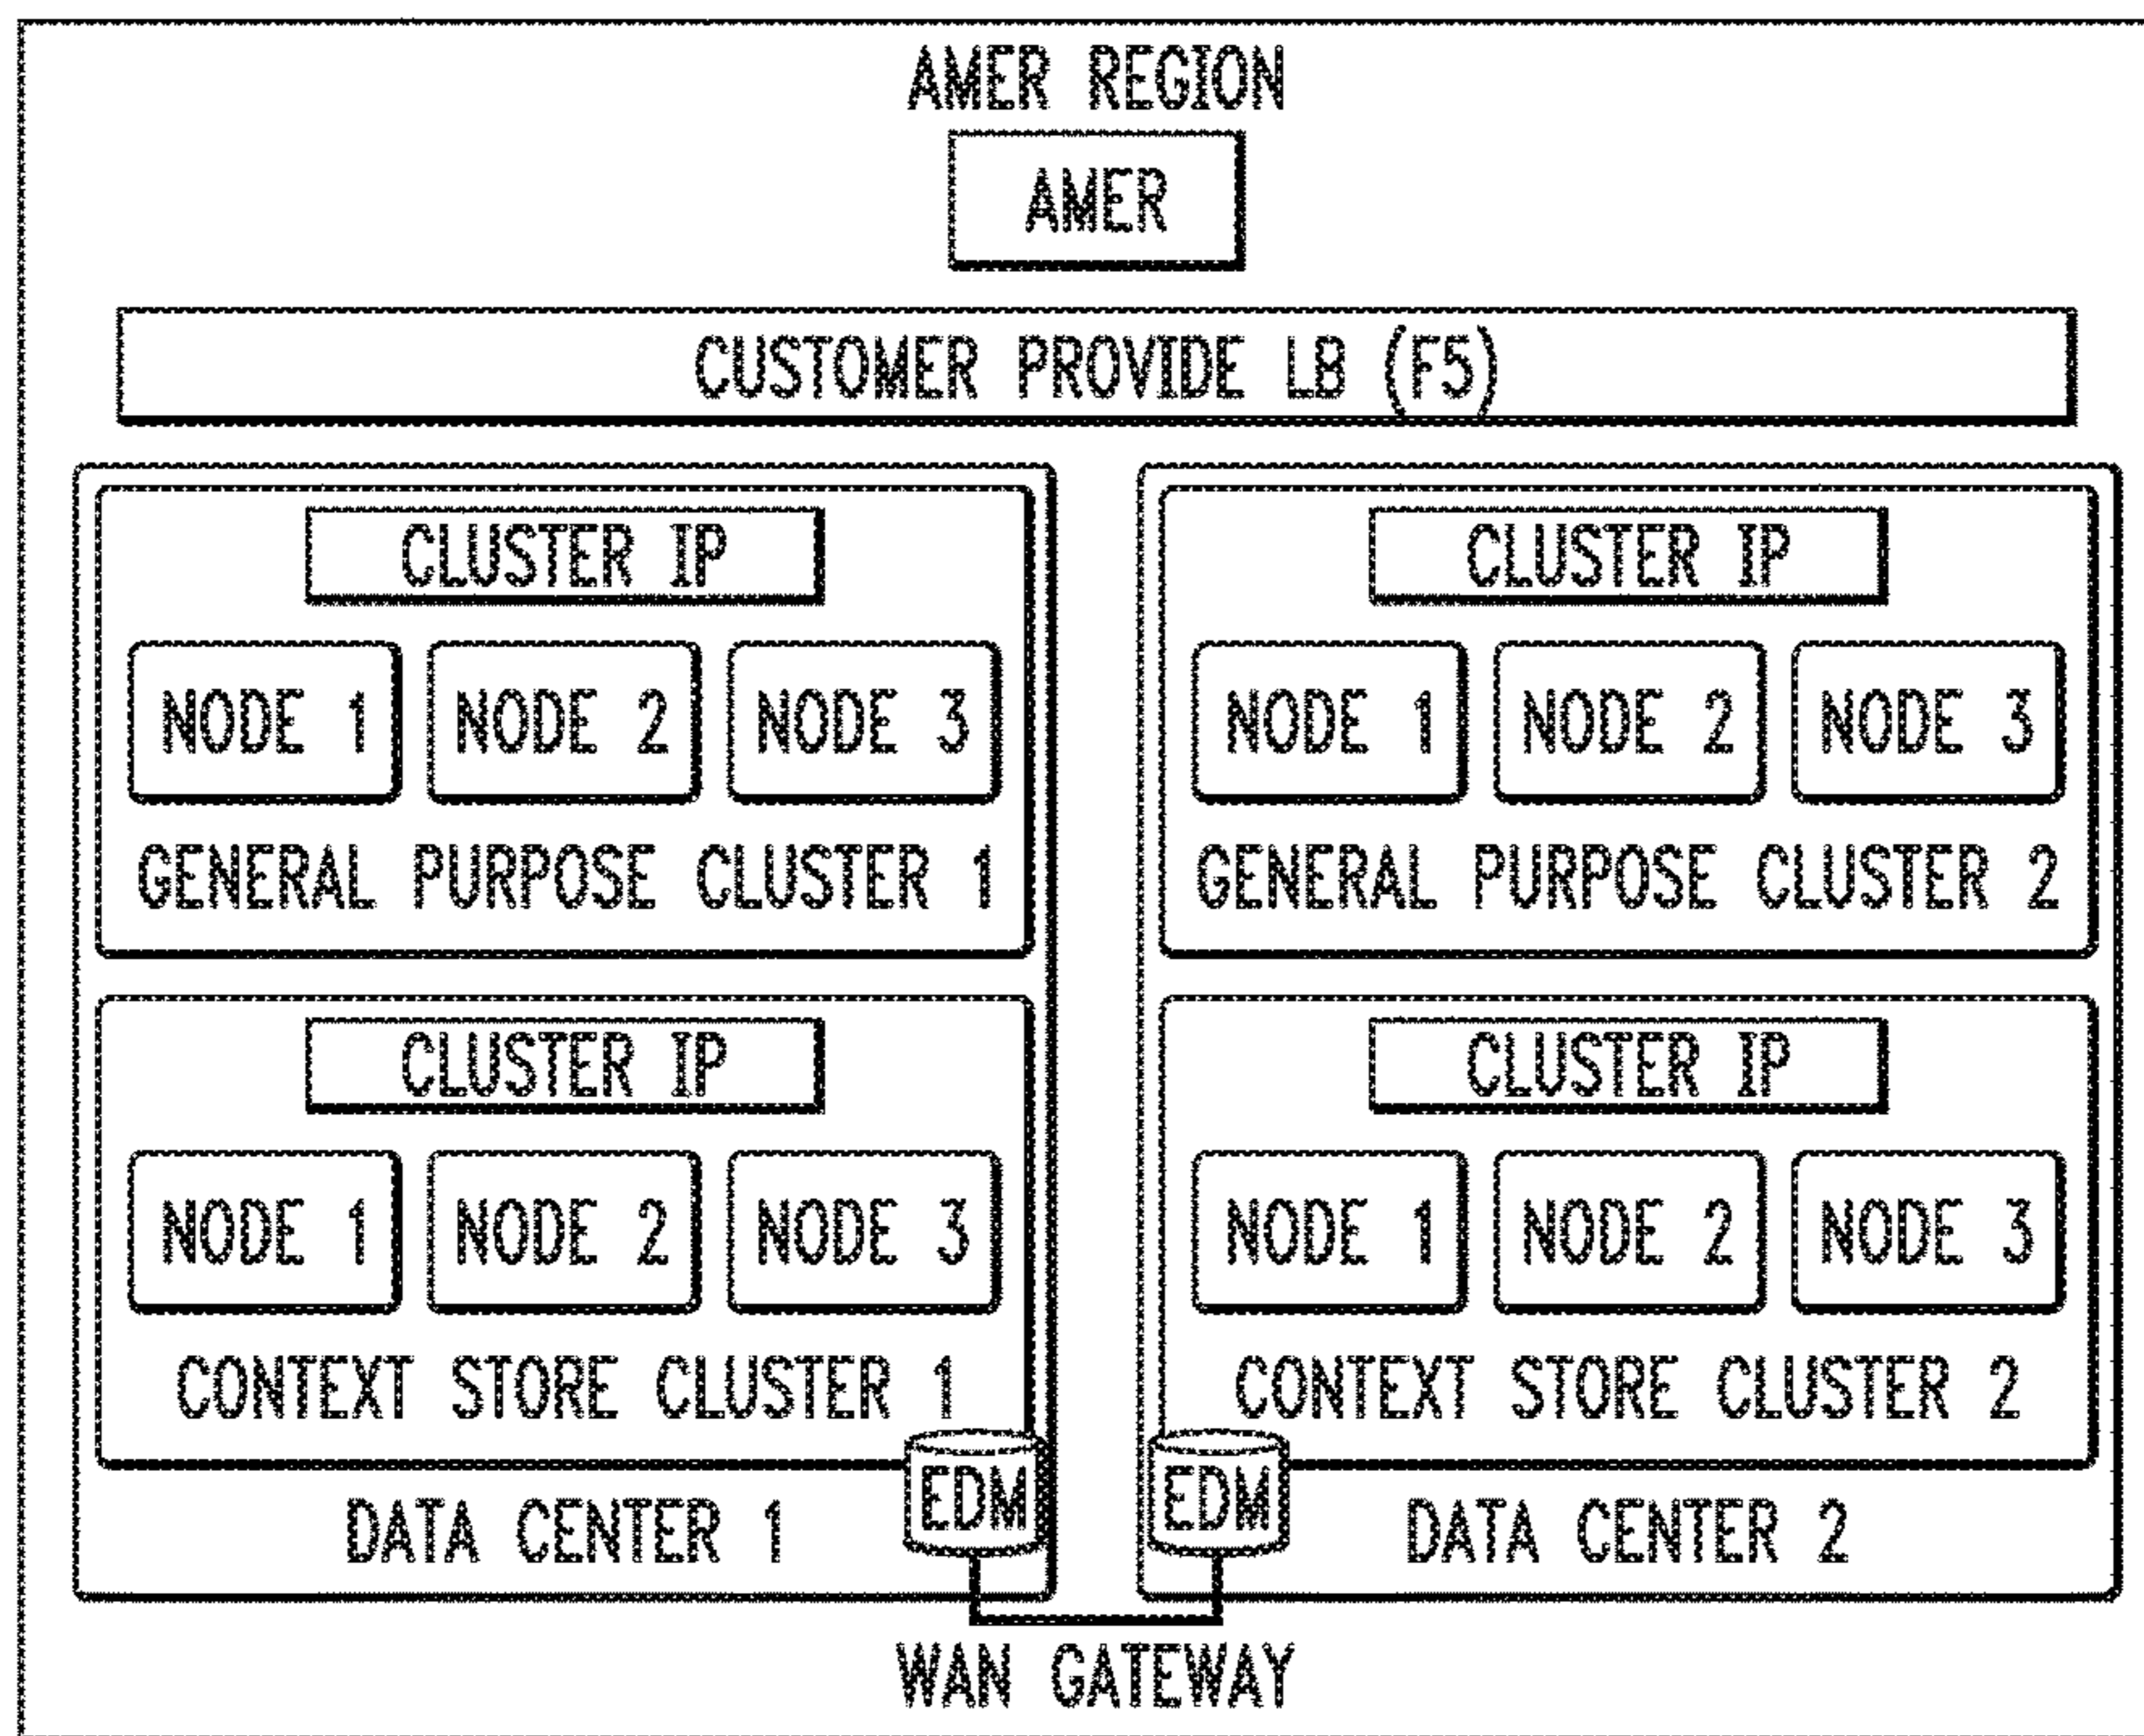 AMER REGION
AMER
CUSTOMER PROVIDE LB (F5)
CLUSTER IP
NODE 1 NODE 2 NODE 3
GENERAL PURPOSE CLUSTER 1
CLUSTER IP
NODE 1 NODE 2 NODE 3
CONTEXT STORE CLUSTER 1
EDM
DATA CENTER 1
CLUSTER IP
NODE 1 NODE 2 NODE 3
GENERAL PURPOSE CLUSTER 2
CLUSTER IP
NODE 1 NODE 2 NODE 3
CONTEXT STORE CLUSTER 2
EDM
DATA CENTER 2
WAN GATEWAY